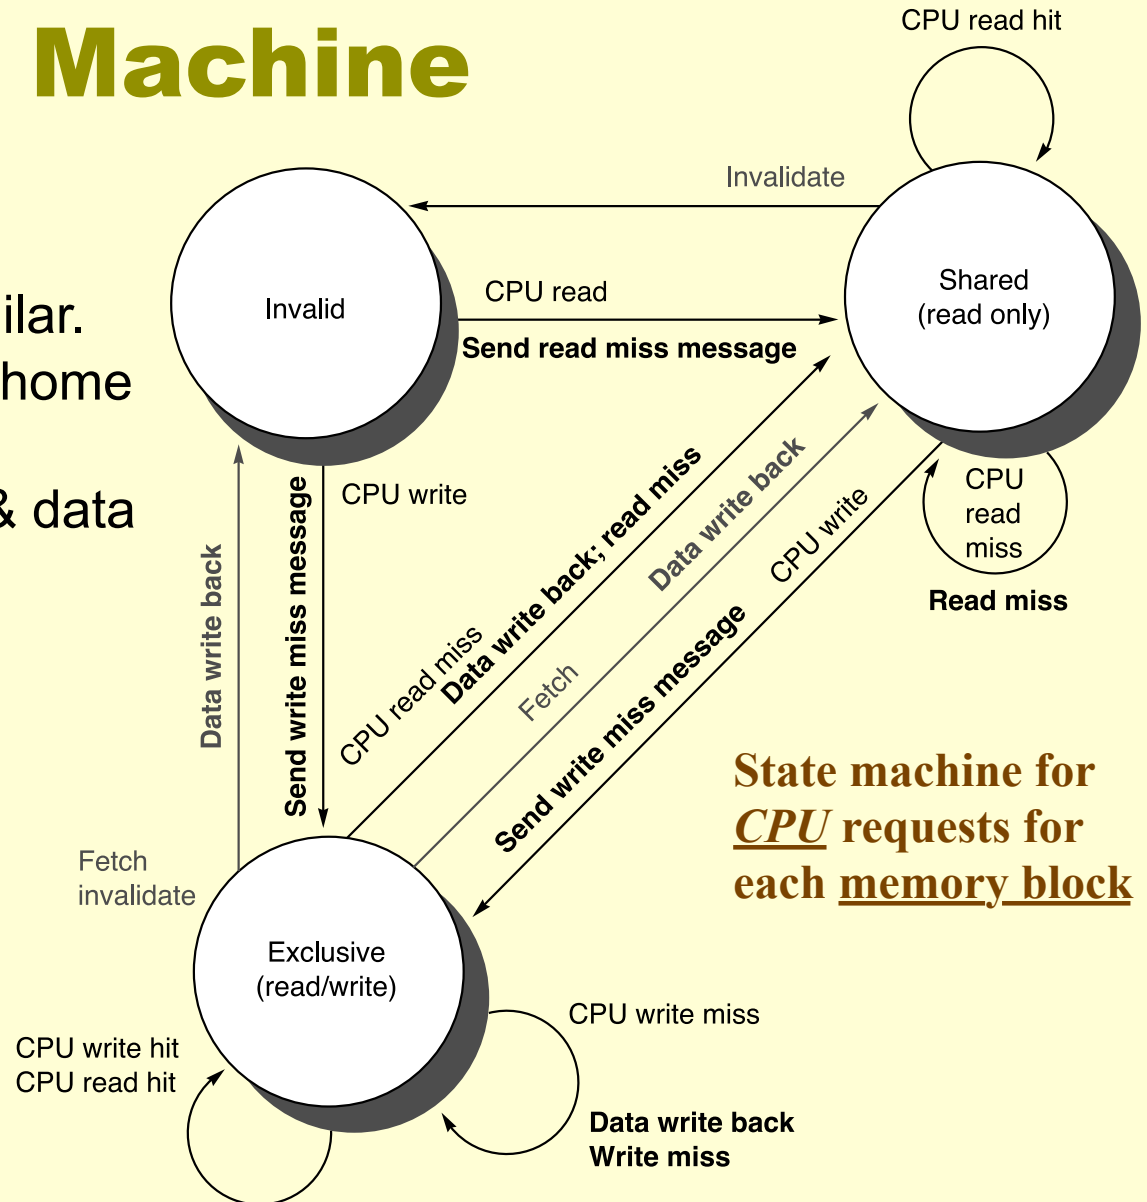 Machine
CPU read hit
Invalidate
Invalid
Shared
(read only)
CPU read
Send read miss message
ilar.
home
& data
CPU write
Send write miss message
Data write back
Fetch
invalidate
CPU read miss
Data write back; read miss
Fetch
Data write back
CPU write
Send write miss message
CPU
read
miss
Read miss
State machine for
CPU requests for
each memory block
Exclusive
(read/write)
CPU write hit
CPU read hit
CPU write miss
Data write back
Write miss